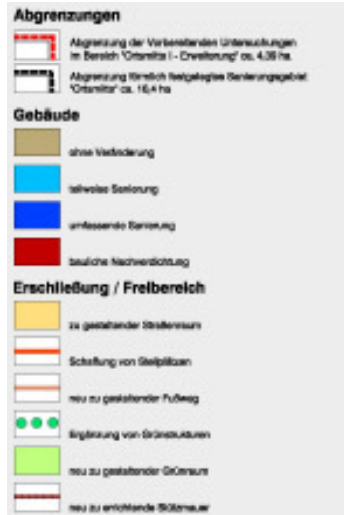 Abgrenzungen
Abgrenzung der Vorbereitenden Untersuchungen
im Bereich "Ortsmitte I - Erweiterung" ca. 4,39 ha.
Abgrenzung förmlich festgelegtes Sanierungsgebiet
"Ortsmitte" ca. 16,4 ha
Gebäude
ohne Veränderung
teilweise Sanierung
umfassende Sanierung
bauliche Nachverdichtung
Erschließung / Freibereich
zu gestaltender Straßenraum
Schaffung von Stellplätzen
neu zu gestaltender Fußweg
Ergänzung von Grünstrukturen
neu zu gestaltender Grünraum
neu zu errichtende Stützmauer